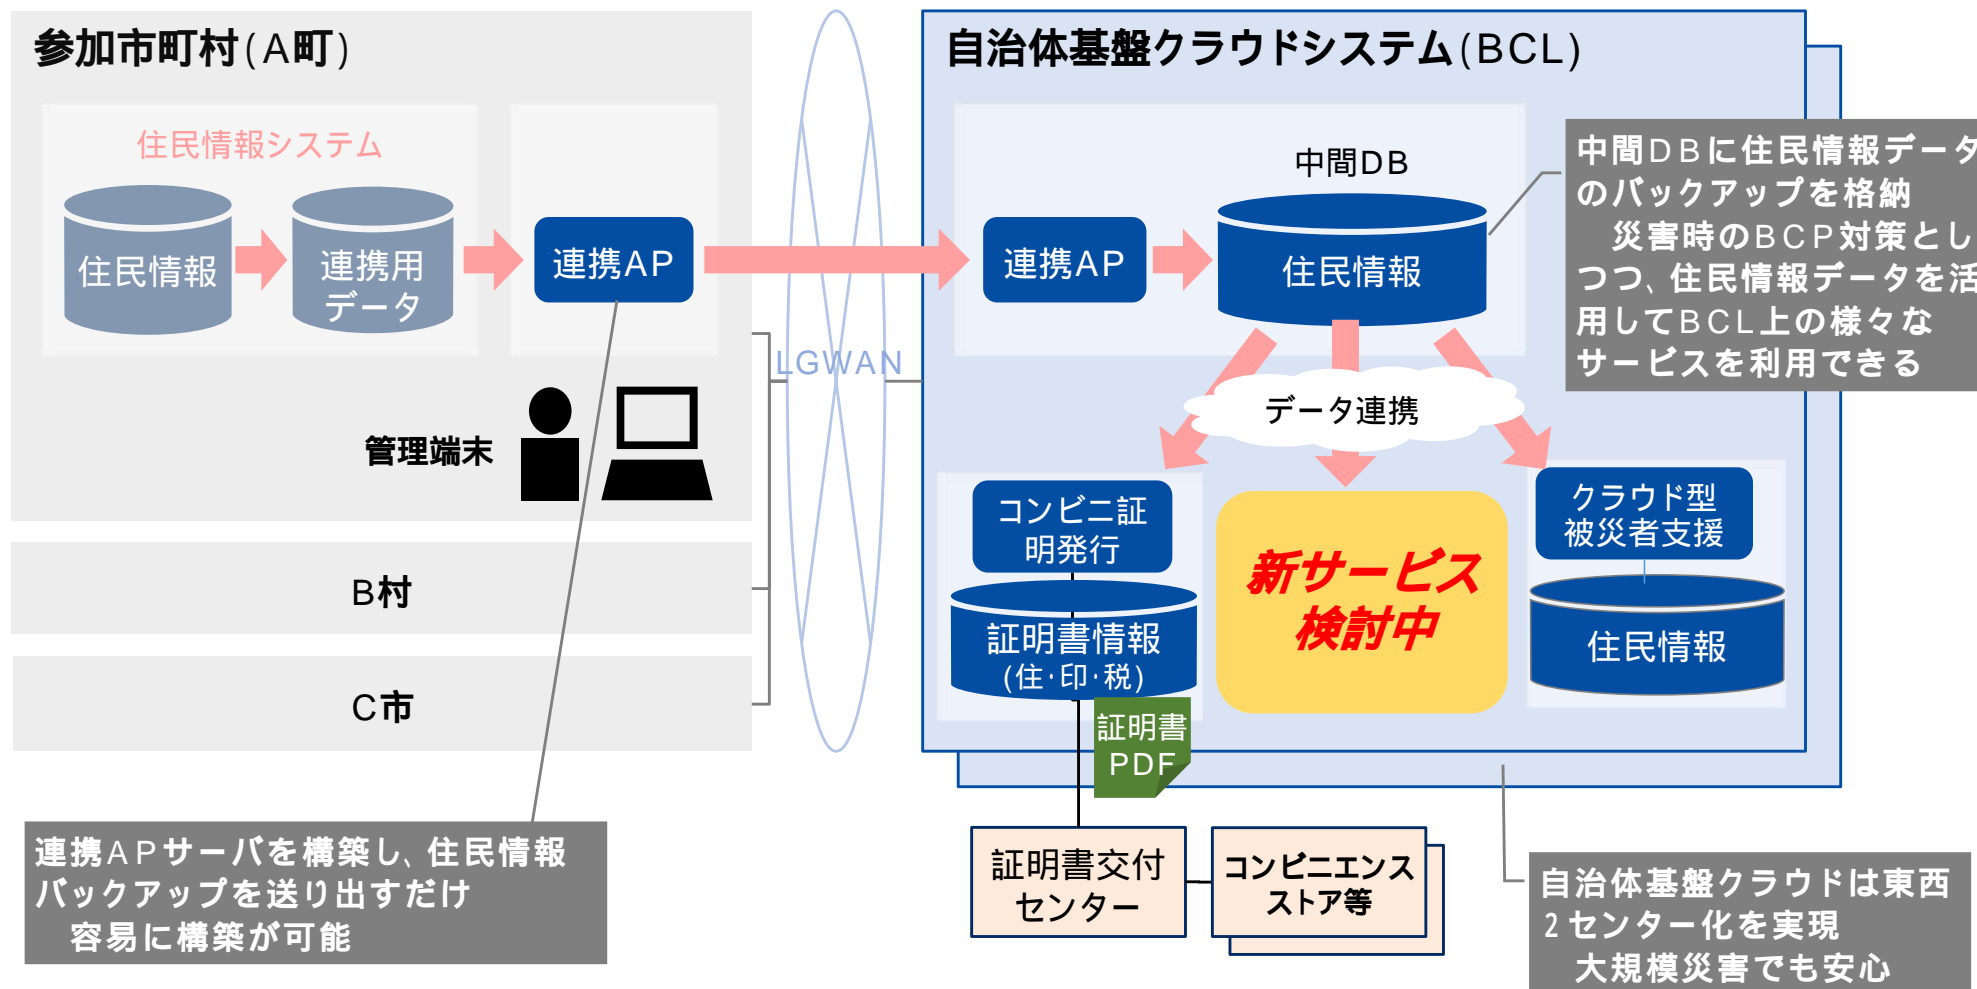 参加市町村(A町)
住民情報システム
住民情報
連携用
データ
連携AP
管理端末
B村
C市
連携APサーバを構築し、住民情報
バックアップを送り出すだけ
容易に構築が可能
LGWAN
自治体基盤クラウドシステム(BCL)
連携AP
中間DB
住民情報
中間DBに住民情報データ
のバックアップを格納
災害時のBCP対策とし
つつ、住民情報データを活
用してBCL上の様々な
サービスを利用できる
データ連携
コンビニ証
明発行
証明書情報
(住・印・税)
証明書
PDF
新サービス
検討中
クラウド型
被災者支援
住民情報
証明書交付
センター
コンビニエンス
ストア等
自治体基盤クラウドは東西
2センター化を実現
大規模災害でも安心